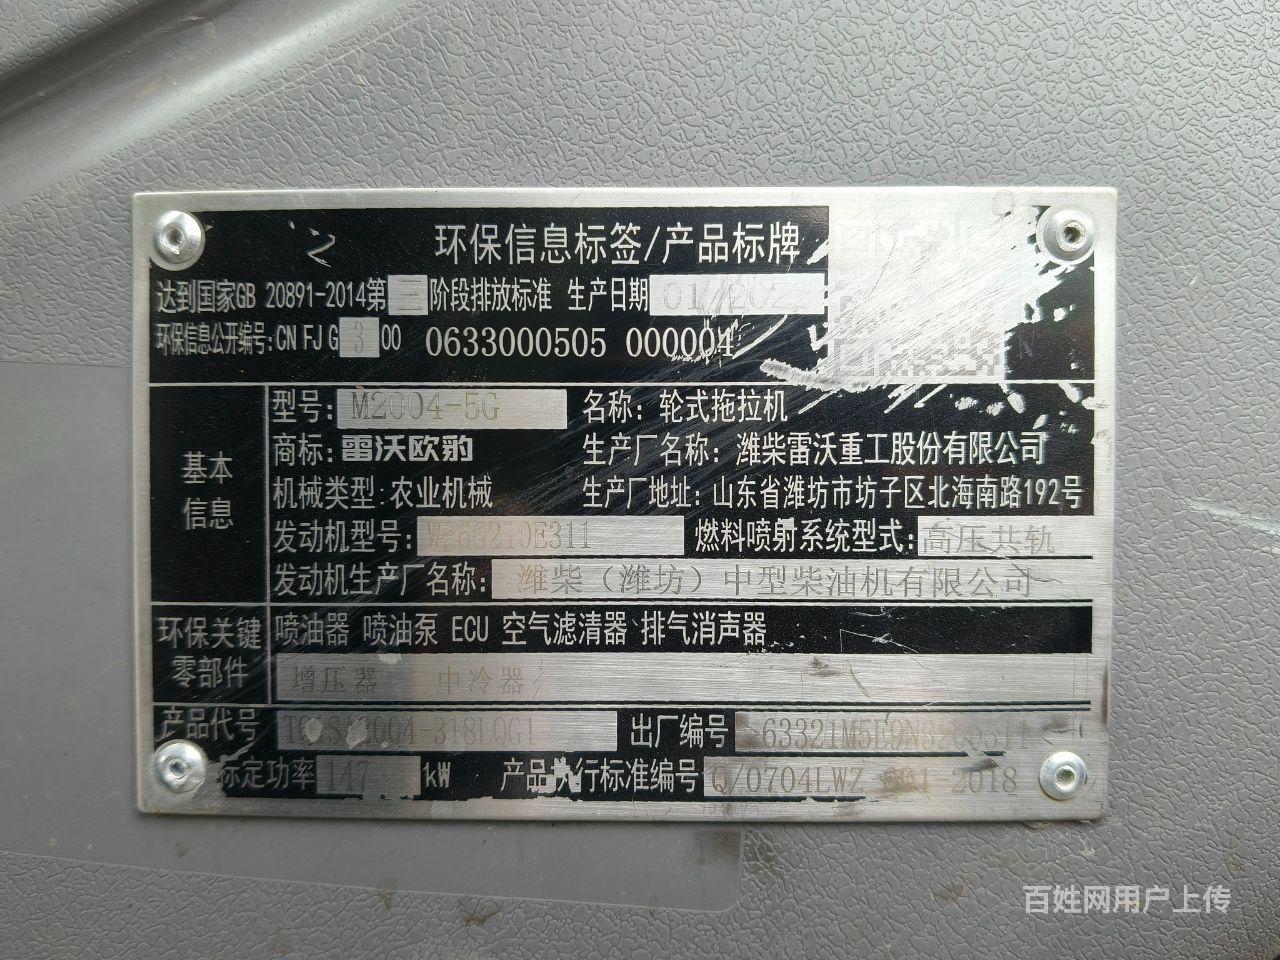 环保信息标签/产品标牌
达到国家GB 20891-2014第三阶段排放标准 生产日期
环保信息公开编号:CN FJ G 3 00 0633000505 000004
基本信息
型号: M2004-5G 名称: 轮式拖拉机
商标: 雷沃欧豹 生产厂名称: 潍柴雷沃重工股份有限公司
机械类型: 农业机械 生产厂地址: 山东省潍坊市坊子区北海南路192号
发动机型号: WP6G210E311 燃料喷射系统型式: 高压共轨
发动机生产厂名称: 潍柴（潍坊）中型柴油机有限公司
环保关键零部件
喷油器 喷油泵 ECU 空气滤清器 排气消声器
增压器 中冷器
产品代号 出厂编号
标定功率 147 kW 产品执行标准编号 Q/0704LWZ 2018
百姓网用户上传